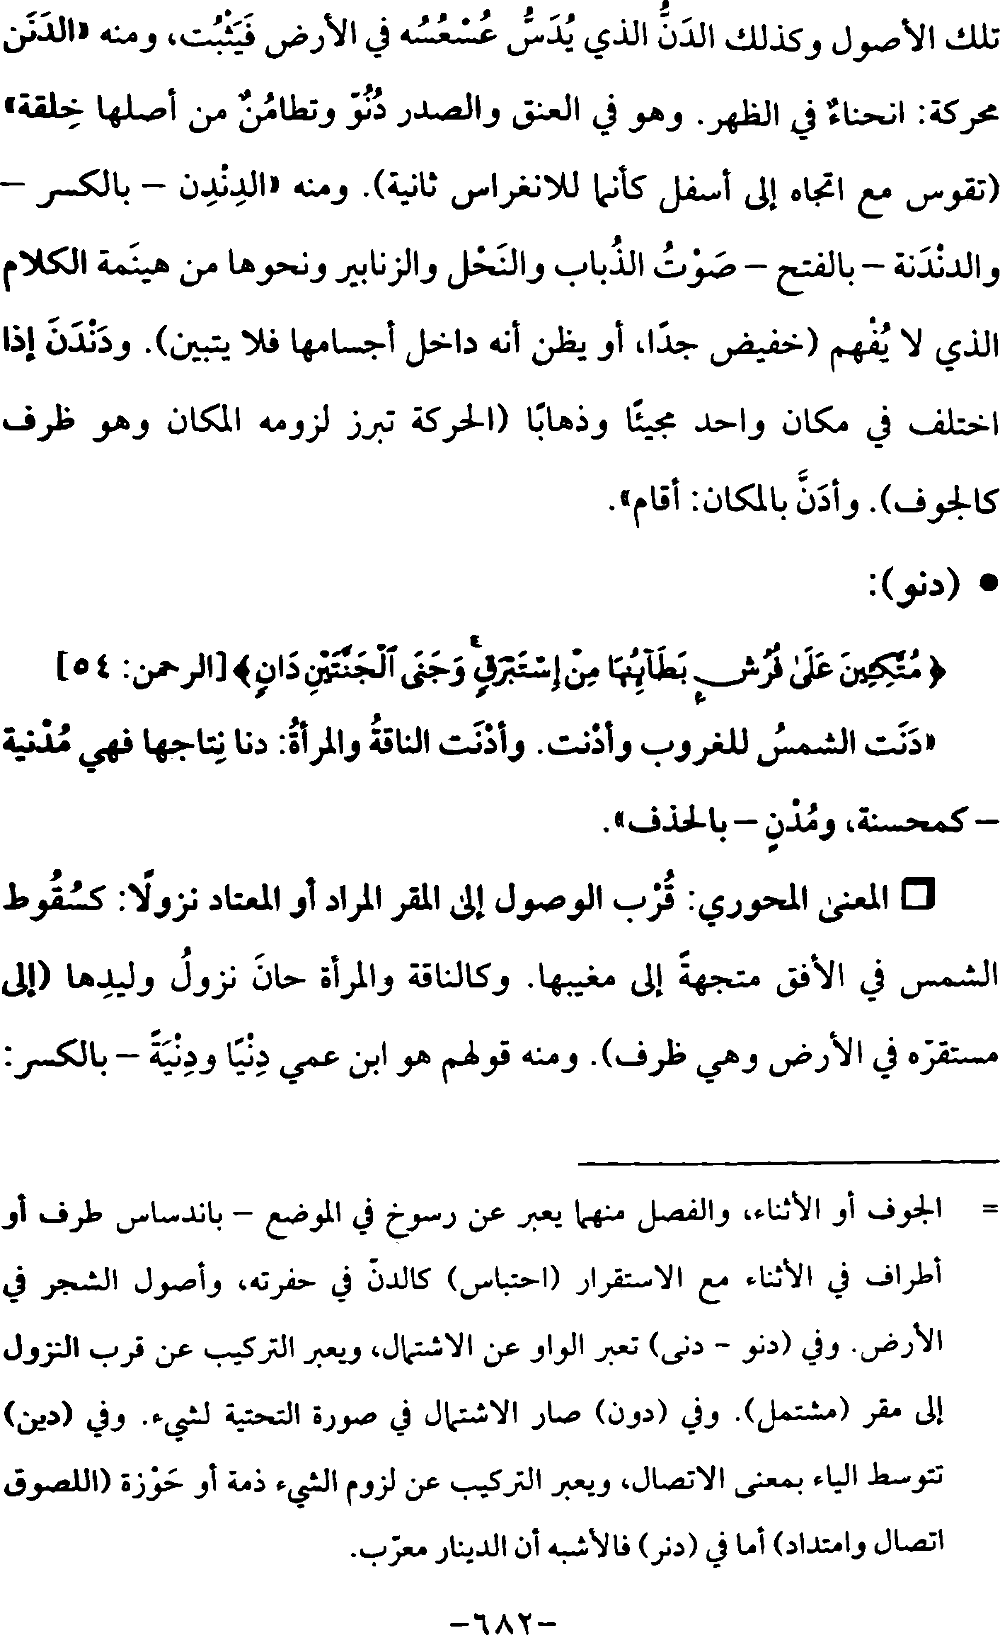 تلك الأصول وكذلك الدَنُّ الذي يُدَسُّ عُسْعُسُه في الأرض فَيَثْبُت، ومنه «الدَنَن
محركة: انحناءٌ في الظهر. وهو في العنق والصدر دُنُوّ وتطامُنٌ من أصلها خِلقة»
(تقوس مع اتجاه إلى أسفل كأنما للانغراس ثانية). ومنه «الدِنْدِن – بالكسر –
والدنْدَنة – بالفتح – صَوْتُ الذُباب والنَحْل والزنابير ونحوها من هينَمة الكلام
الذي لا يُفْهم (خفيض جدًا، أو يظن أنه داخل أجسامها فلا يتبين). ودَنْدَنَ إذا
اختلف في مكان واحد مجيئًا وذهابًا (الحركة تبرز لزومه المكان وهو ظرف
كالجوف). وأدَنَّ بالمكان: أقام».
• (دنو):
﴿مُتَّكِـِٔينَ عَلَىٰ فُرُشٍۭ بَطَآئِنُهَا مِنْ إِسْتَبْرَقٍۚ وَجَنَى ٱلْجَنَّتَيْنِ دَانٍ﴾ [الرحمن: ٥٤]
«دَنَت الشمسُ للغروب وأدْنت. وأدْنَت الناقةُ والمرأةُ: دنا نِتاجها فهي مُدْنية
– كمحسنة، ومُدْنٍ – بالحذف».
❒ المعنى المحوري: قُرْب الوصول إلى المقر المراد أو المعتاد نزولًا: كسُقُوط
الشمس في الأفق متجهةً إلى مغيبها. وكالناقة والمرأة حانَ نزولُ وليدِها (إلى
مستقرّه في الأرض وهي ظرف). ومنه قولهم هو ابن عمي دِنْيًا ودِنْيَةً – بالكسر:
= الجوف أو الأثناء، والفصل منهما يعبر عن رسوخ في الموضع – باندساس طرف أو
أطراف في الأثناء مع الاستقرار (احتباس) كالدنّ في حفرته، وأصول الشجر في
الأرض. وفي (دنو - دنى) تعبر الواو عن الاشتمال، ويعبر التركيب عن قرب النزول
إلى مقر (مشتمل). وفي (دون) صار الاشتمال في صورة التحتية لشيء. وفي (دين)
تتوسط الياء بمعنى الاتصال، ويعبر التركيب عن لزوم الشيء ذمة أو حَوْزة (اللصوق
اتصال وامتداد) أما في (دنر) فالأشبه أن الدينار معرّب.
-٦٨٢-